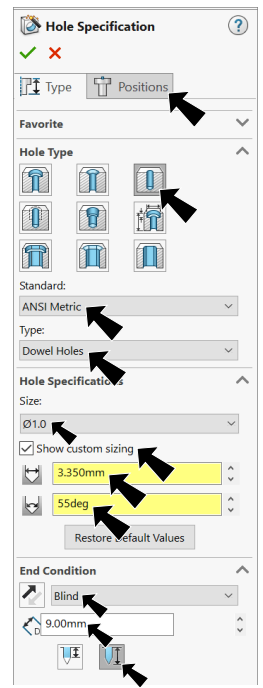 Hole Specification
Type
Positions
Favorite
Hole Type
Standard:
ANSI Metric
Type:
Dowel Holes
Hole Specifications
Size:
Ø1.0
Show custom sizing
3.350mm
55deg
Restore Default Values
End Condition
Blind
9.00mm